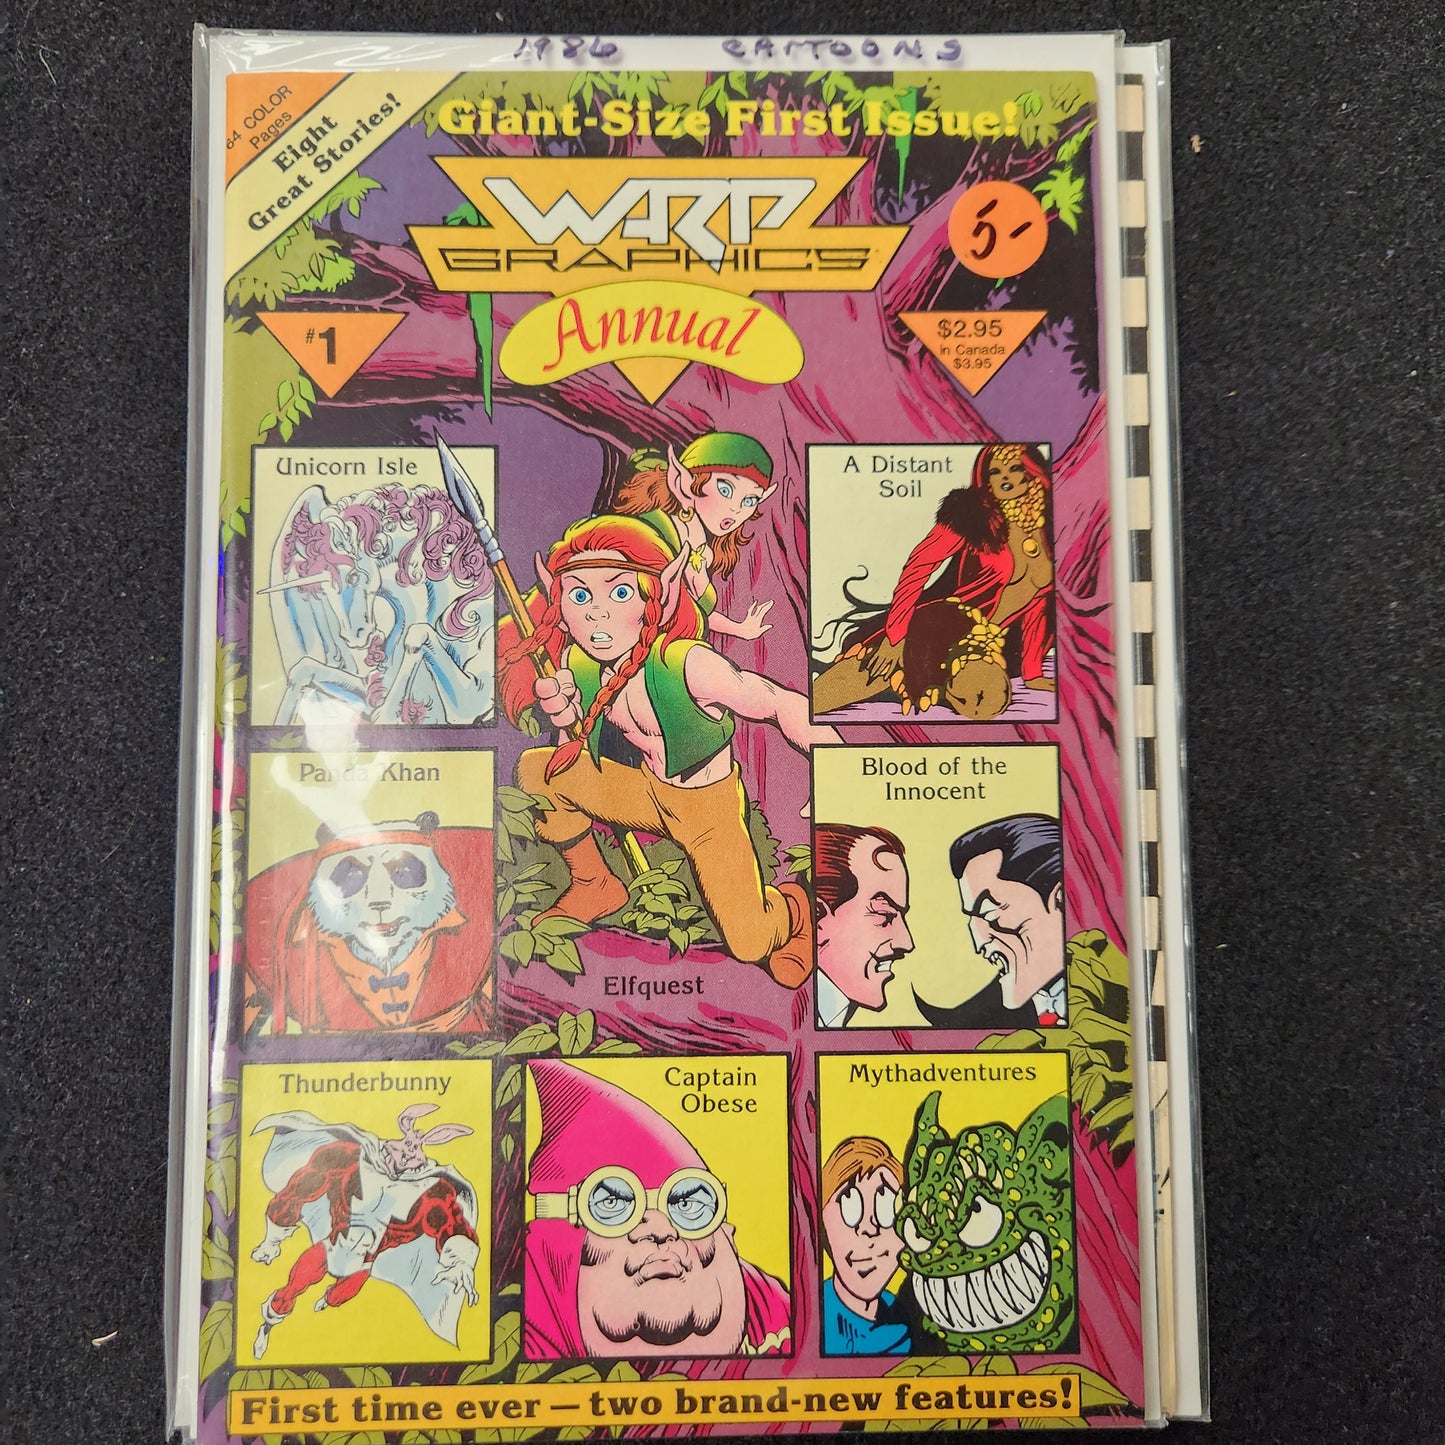 1986 CARTOONS
64 COLOR
Pages
Eight
Great Stories!
Giant-Size First Issue!
WARP
GRAPHICS
Annual
5-
#1
$2.95
in Canada
$3.95
Unicorn Isle
A Distant
Soil
Panda Khan
Blood of the
Innocent
Elfquest
Thunderbunny
Captain
Obese
Mythadventures
First time ever — two brand-new features!